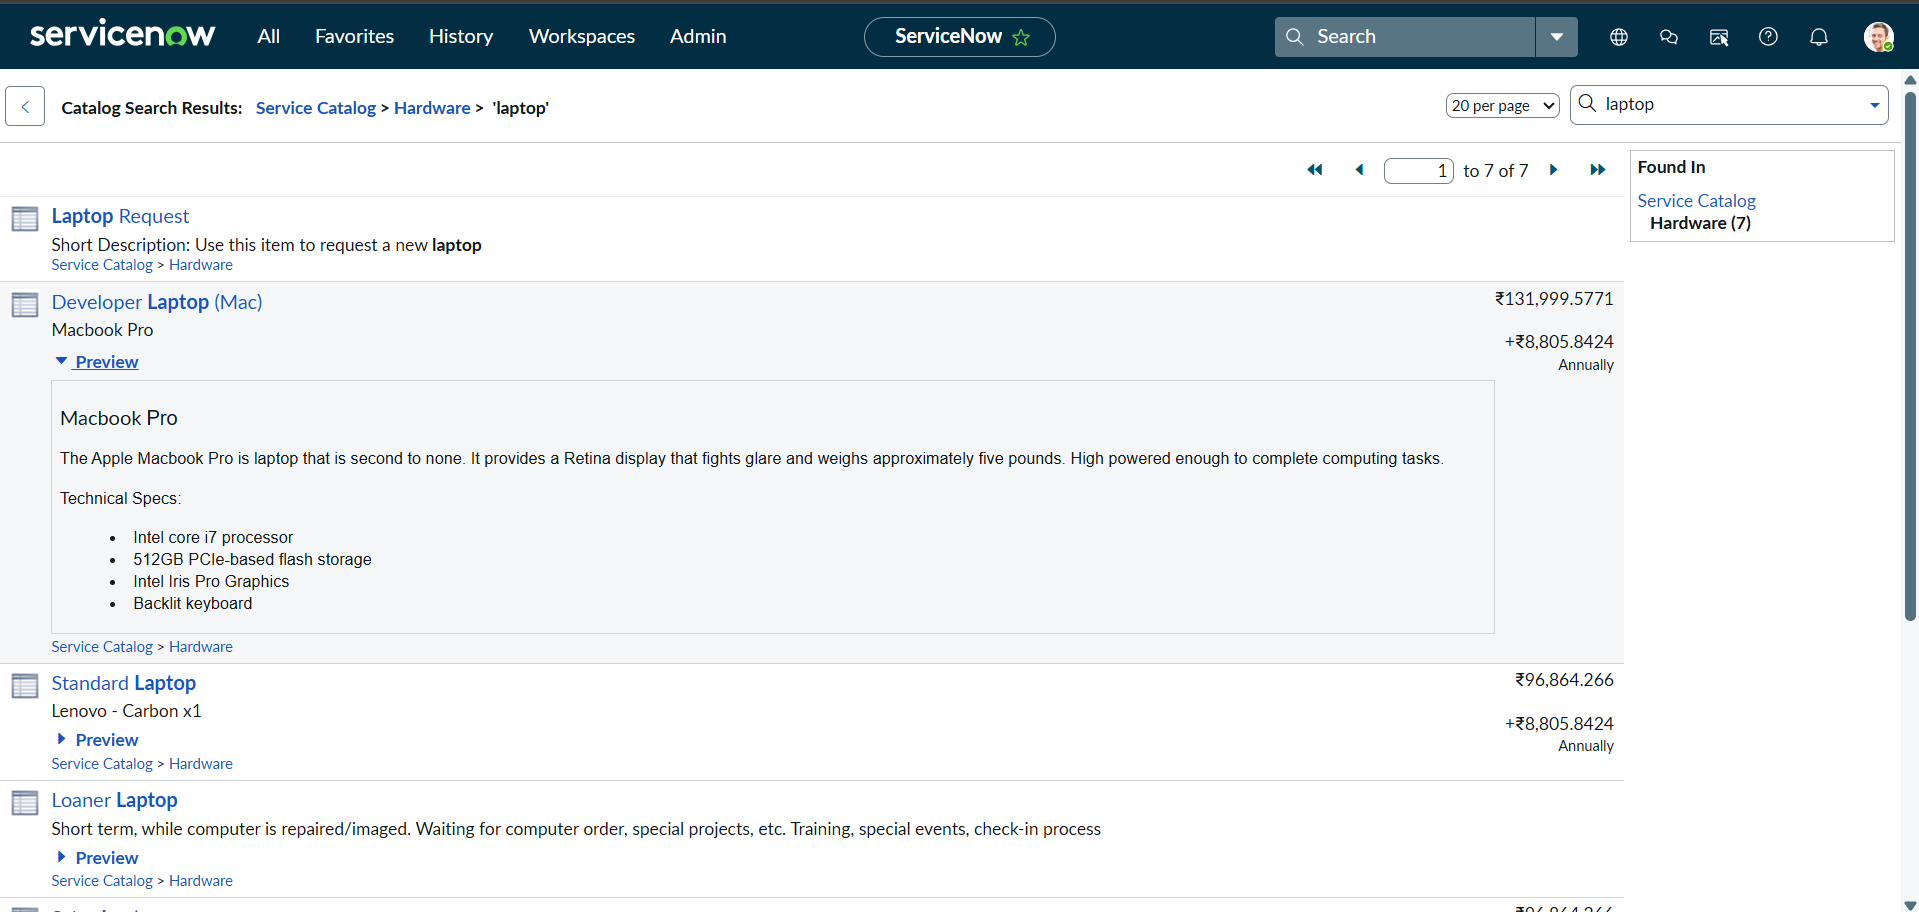 servicenow
All
Favorites
History
Workspaces
Admin
ServiceNow
Search
Catalog Search Results: Service Catalog > Hardware > 'laptop'
20 per page
laptop
1 to 7 of 7
Found In
Service Catalog
Hardware (7)
Laptop Request
Short Description: Use this item to request a new laptop
Service Catalog > Hardware
Developer Laptop (Mac)
₹131,999.5771
Macbook Pro
+₹8,805.8424
Annually
Preview
Macbook Pro
The Apple Macbook Pro is laptop that is second to none. It provides a Retina display that fights glare and weighs approximately five pounds. High powered enough to complete computing tasks.
Technical Specs:
• Intel core i7 processor
• 512GB PCIe-based flash storage
• Intel Iris Pro Graphics
• Backlit keyboard
Service Catalog > Hardware
Standard Laptop
₹96,864.266
Lenovo - Carbon x1
+₹8,805.8424
Annually
Preview
Service Catalog > Hardware
Loaner Laptop
Short term, while computer is repaired/imaged. Waiting for computer order, special projects, etc. Training, special events, check-in process
Preview
Service Catalog > Hardware
₹96,864.266